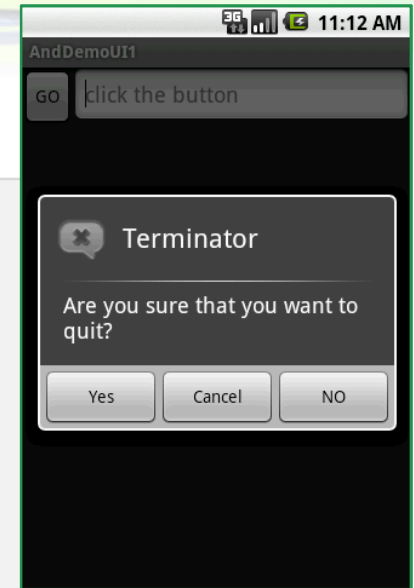 3G 11:12 AM
AndDemoUI1
GO click the button
Terminator
Are you sure that you want to
quit?
Yes Cancel NO